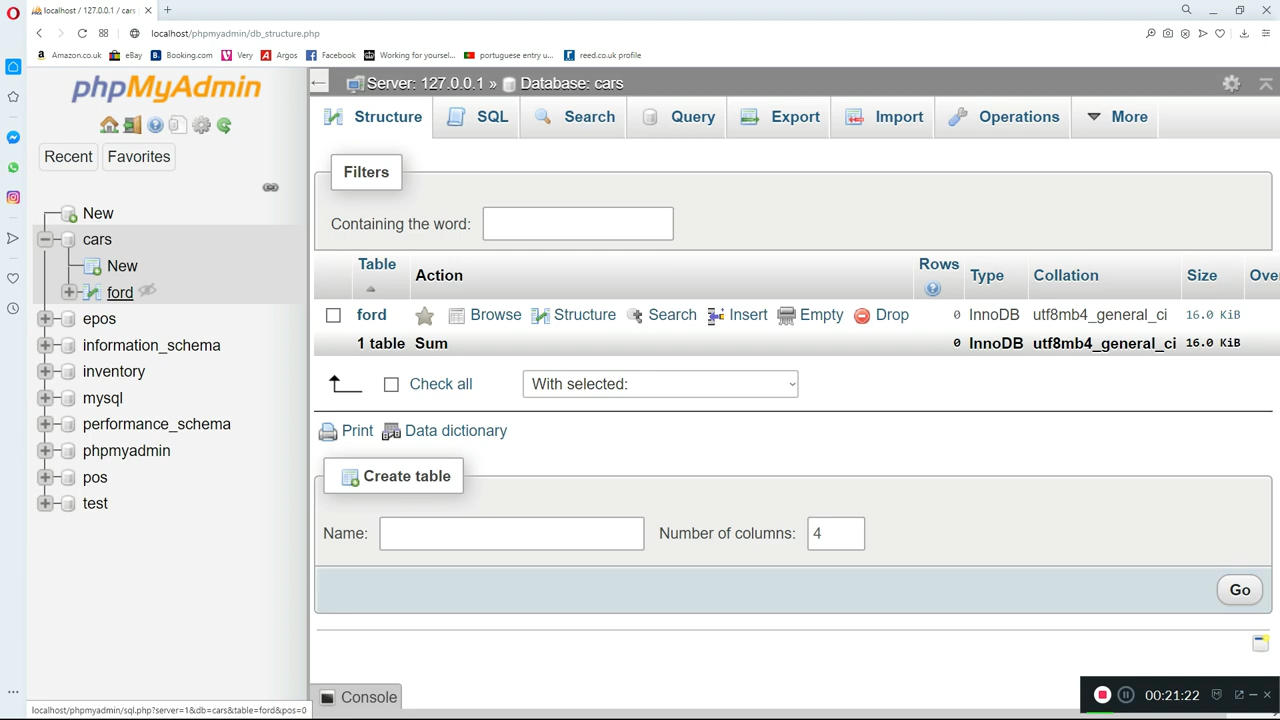 localhost / 127.0.0.1 / cars
localhost/phpmyadmin/db_structure.php
Amazon.co.uk eBay Booking.com Very Argos Facebook Working for yoursel... portuguese entry u... reed.co.uk profile
phpMyAdmin
Recent Favorites
New
cars
New
ford
epos
information_schema
inventory
mysql
performance_schema
phpmyadmin
pos
test
Server: 127.0.0.1 » Database: cars
Structure SQL Search Query Export Import Operations More
Filters
Containing the word:
Table Action Rows Type Collation Size Over
ford Browse Structure Search Insert Empty Drop 0 InnoDB utf8mb4_general_ci 16.0 KiB
1 table Sum 0 InnoDB utf8mb4_general_ci 16.0 KiB
Check all With selected:
Print Data dictionary
Create table
Name: Number of columns: 4
Go
Console
00:21:22
localhost/phpmyadmin/sql.php?server=1&db=cars&table=ford&pos=0